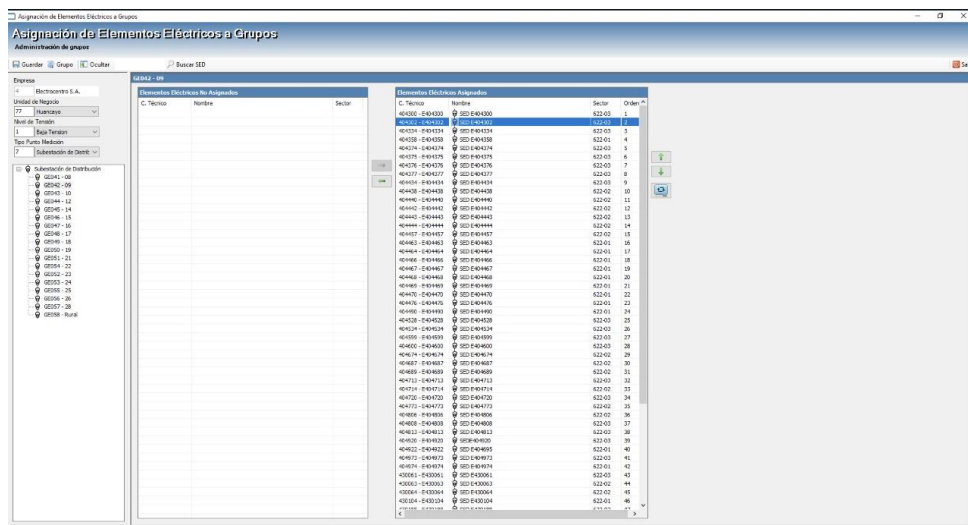 Asignación de Elementos Eléctricos a Grupos
Asignación de Elementos Eléctricos a Grupos
Administración de grupos
Guardar Grupo Ocultar Buscar SED
Empresa
4 Electrocentro S.A.
Unidad de Negocio
77 Huancayo
Nivel de Tensión
1 Baja Tension
Tipo Punto Medición
7 Subestación de Distrib
Subestación de Distribución
GE041 - 08
GE042 - 09
GE043 - 10
GE044 - 12
GE045 - 14
GE046 - 15
GE047 - 16
GE048 - 17
GE049 - 18
GE050 - 19
GE051 - 21
GE054 - 22
GE052 - 23
GE053 - 24
GE055 - 25
GE056 - 26
GE057 - 28
GE058 - Rural
GE042 - 09
Elementos Eléctricos No Asignados
C. Técnico Nombre Sector
Elementos Eléctricos Asignados
C. Técnico Nombre Sector Orden
404300 - E404300 SED E404300 622-03 1
404302 - E404302 SED E404302 622-03 2
404334 - E404334 SED E404334 622-03 3
404358 - E404358 SED E404358 622-01 4
404374 - E404374 SED E404374 622-03 5
404375 - E404375 SED E404375 622-03 6
404376 - E404376 SED E404376 622-03 7
404377 - E404377 SED E404377 622-03 8
404434 - E404434 SED E404434 622-03 9
404438 - E404438 SED E404438 622-02 10
404440 - E404440 SED E404440 622-02 11
404442 - E404442 SED E404442 622-02 12
404443 - E404443 SED E404443 622-02 13
404444 - E404444 SED E404444 622-02 14
404457 - E404457 SED E404457 622-02 15
404463 - E404463 SED E404463 622-01 16
404464 - E404464 SED E404464 622-01 17
404466 - E404466 SED E404466 622-01 18
404467 - E404467 SED E404467 622-01 19
404468 - E404468 SED E404468 622-01 20
404469 - E404469 SED E404469 622-01 21
404470 - E404470 SED E404470 622-01 22
404476 - E404476 SED E404476 622-01 23
404490 - E404490 SED E404490 622-01 24
404528 - E404528 SED E404528 622-03 25
404534 - E404534 SED E404534 622-03 26
404599 - E404599 SED E404599 622-03 27
404600 - E404600 SED E404600 622-03 28
404674 - E404674 SED E404674 622-02 29
404687 - E404687 SED E404687 622-02 30
404689 - E404689 SED E404689 622-02 31
404713 - E404713 SED E404713 622-03 32
404714 - E404714 SED E404714 622-02 33
404720 - E404720 SED E404720 622-03 34
404773 - E404773 SED E404773 622-02 35
404806 - E404806 SED E404806 622-02 36
404808 - E404808 SED E404808 622-03 37
404813 - E404813 SED E404813 622-02 38
404920 - E404920 SEDE404920 622-03 39
404922 - E404922 SED E404695 622-01 40
404973 - E404973 SED E404973 622-02 41
404974 - E404974 SED E404974 622-01 42
430061 - E430061 SED E430061 622-03 43
430063 - E430063 SED E430063 622-02 44
430064 - E430064 SED E430064 622-02 45
430104 - E430104 SED E430104 622-01 46